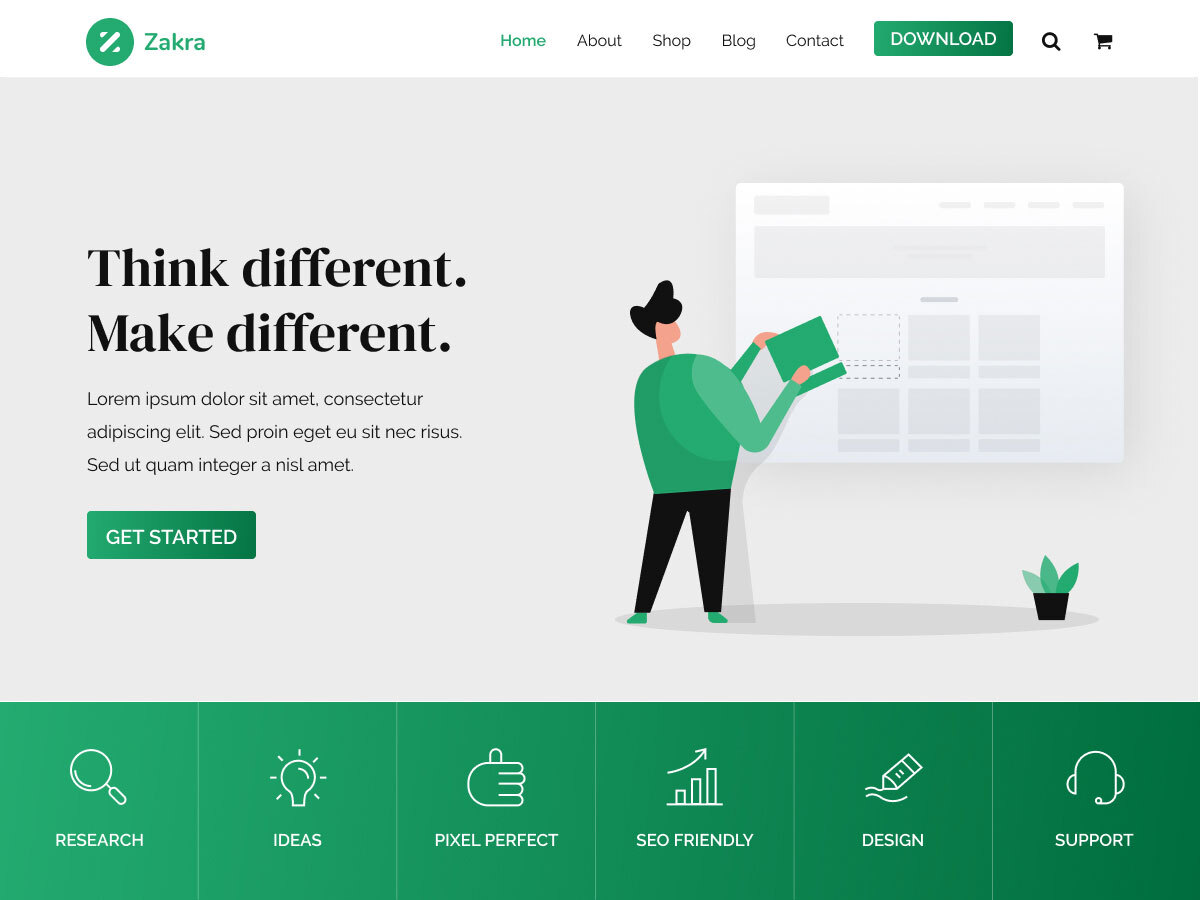 Zakra
Home About Shop Blog Contact DOWNLOAD
Think different.
Make different.
Lorem ipsum dolor sit amet, consectetur
adipiscing elit. Sed proin eget eu sit nec risus.
Sed ut quam integer a nisl amet.
GET STARTED
RESEARCH IDEAS PIXEL PERFECT SEO FRIENDLY DESIGN SUPPORT